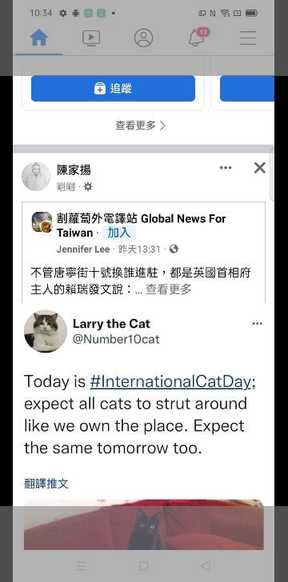 10:34
12
追蹤
查看更多
陳家揚
剛剛 ·
割蘿蔔外電譯站 Global News For
Taiwan · 加入
Jennifer Lee · 昨天13:31 ·
不管唐寧街十號換誰進駐，都是英國首相府
主人的賴瑞發文說：... 查看更多
Larry the Cat
@Number10cat
Today is #InternationalCatDay;
expect all cats to strut around
like we own the place. Expect
the same tomorrow too.
翻譯推文